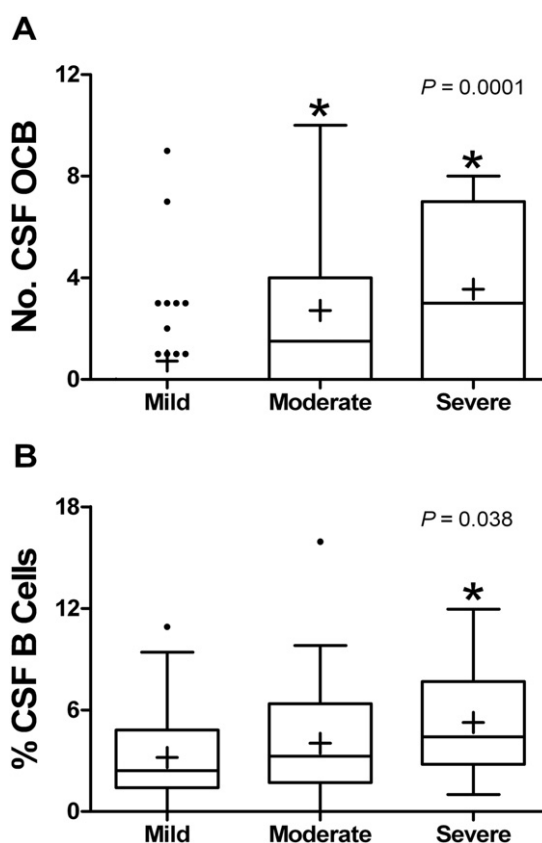 A
No. CSF OCB
12
8
4
0
*
*
P = 0.0001
Mild Moderate Severe
B
% CSF B Cells
18
12
6
0
P = 0.038
*
Mild Moderate Severe